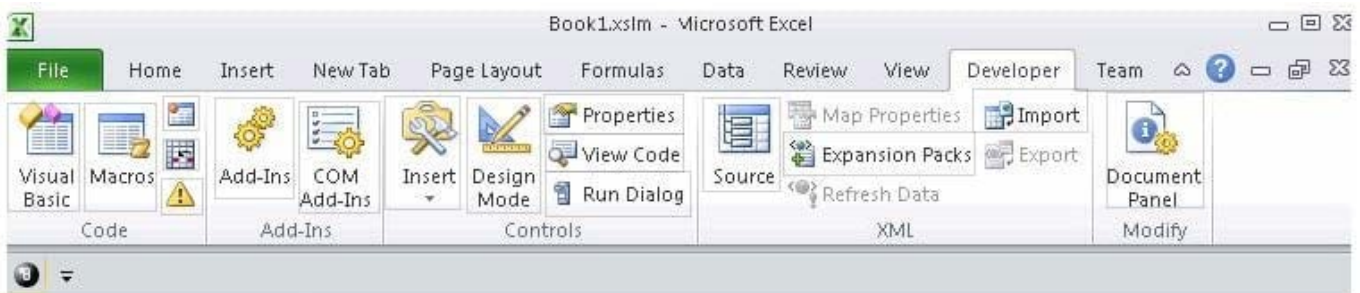 Book1.xslm - Microsoft Excel
File Home Insert New Tab Page Layout Formulas Data Review View Developer Team
Visual Basic
Macros
Add-Ins
COM Add-Ins
Insert
Design Mode
Properties
View Code
Run Dialog
Source
Map Properties
Expansion Packs
Refresh Data
Import
Export
Document Panel
Code Add-Ins Controls XML Modify